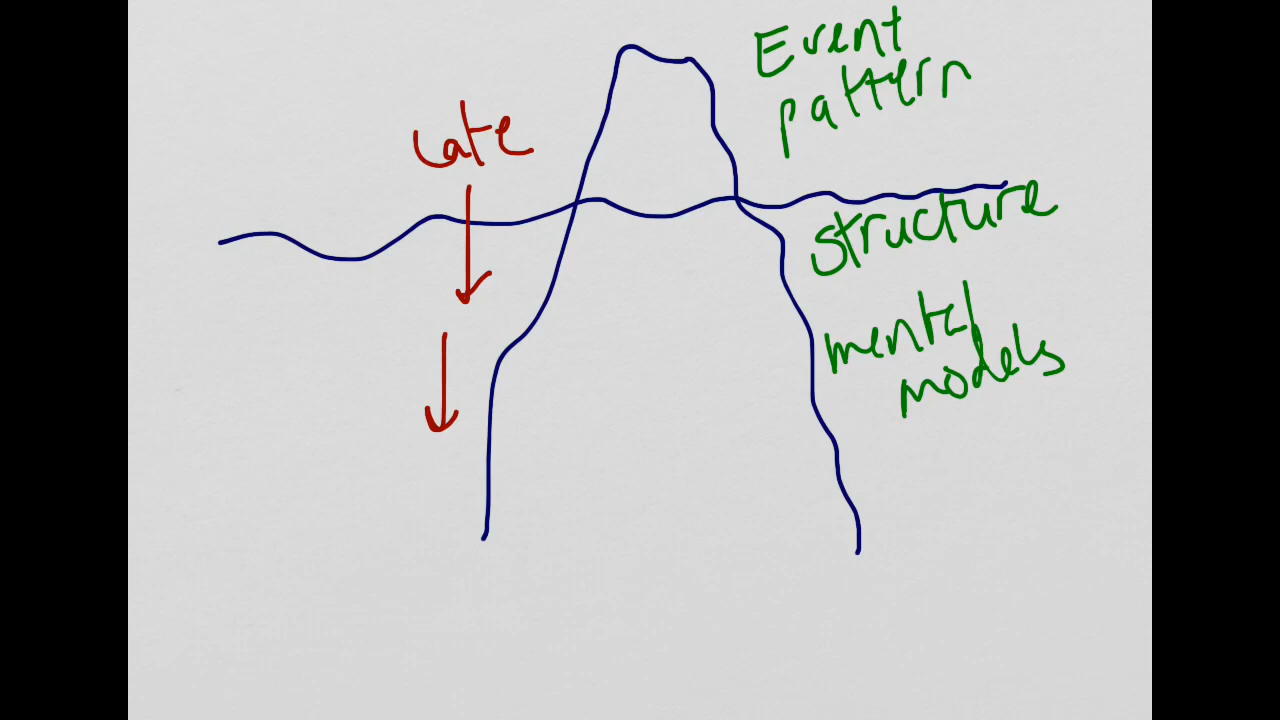 Event
pattern
Late
structure
mental
models